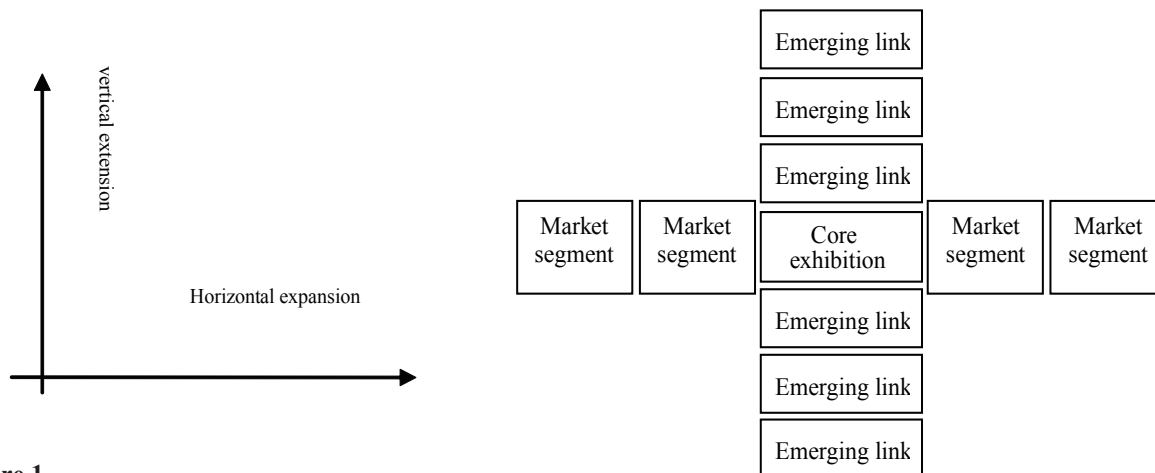 vertical extension
Horizontal expansion
Emerging link
Emerging link
Emerging link
Market
segment
Market
segment
Core
exhibition
Market
segment
Market
segment
Emerging link
Emerging link
Emerging link